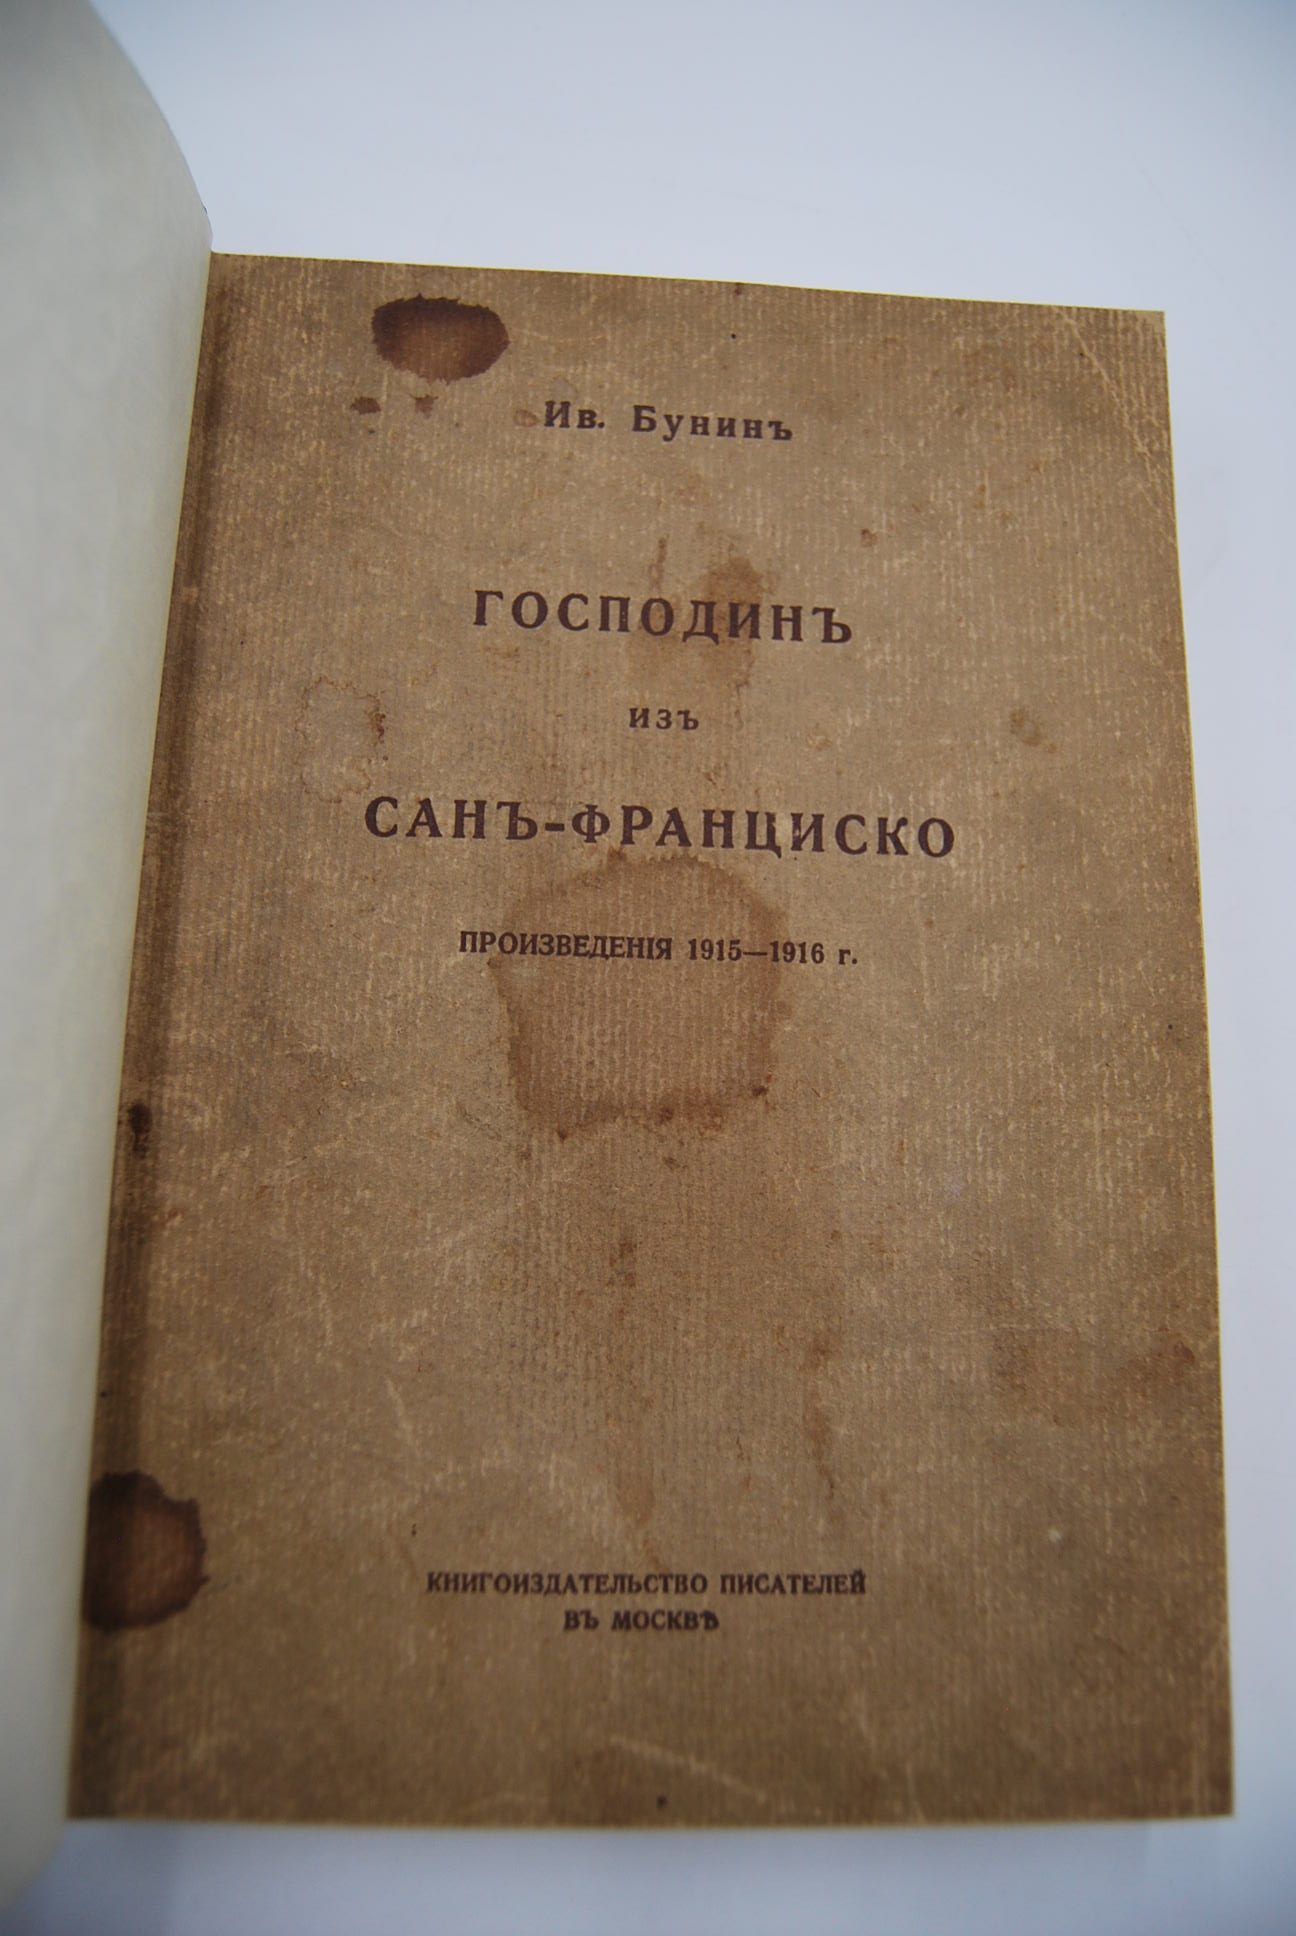 Ив. Бунинъ
ГОСПОДИНЪ
изъ
САНЪ-ФРАНЦИСКО
ПРОИЗВЕДЕНІЯ 1915—1916 г.
КНИГОИЗДАТЕЛЬСТВО ПИСАТЕЛЕЙ
ВЪ МОСКВѢ